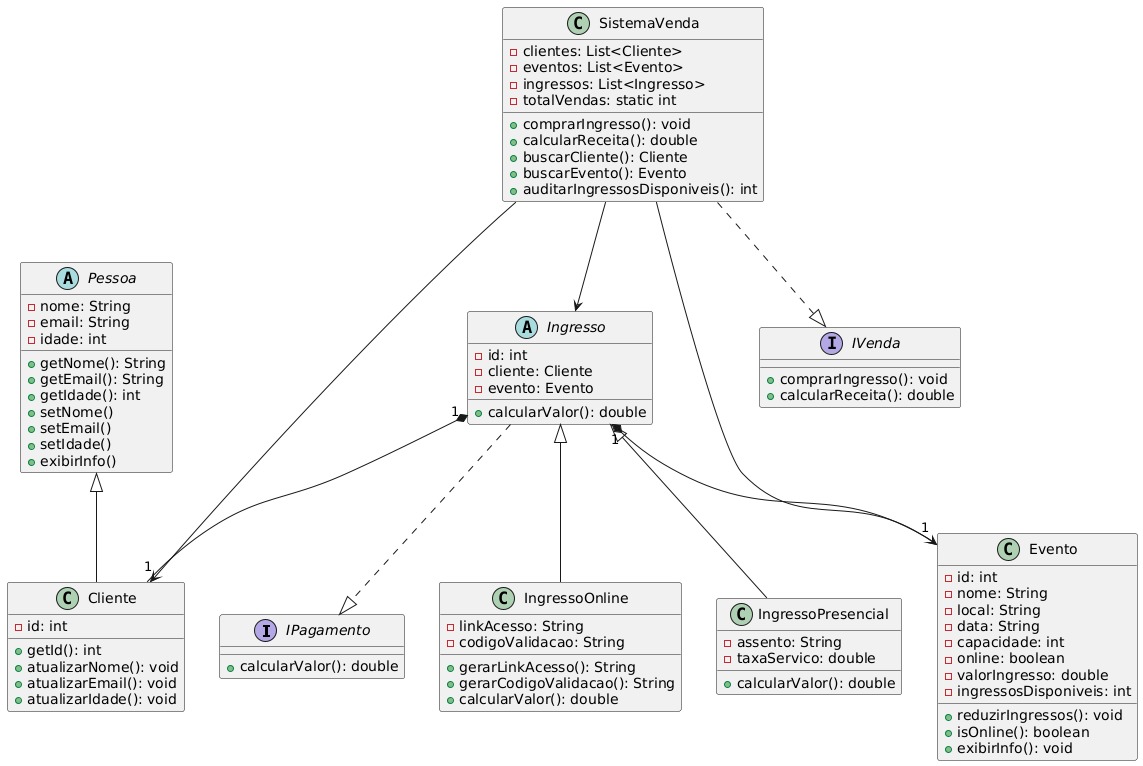 C SistemaVenda
clientes: List<Cliente>
eventos: List<Evento>
ingressos: List<Ingresso>
totalVendas: static int
comprarIngresso(): void
calcularReceita(): double
buscarCliente(): Cliente
buscarEvento(): Evento
auditarIngressosDisponiveis(): int
A Pessoa
nome: String
email: String
idade: int
getNome(): String
getEmail(): String
getIdade(): int
setNome()
setEmail()
setIdade()
exibirInfo()
A Ingresso
id: int
cliente: Cliente
evento: Evento
calcularValor(): double
I IVenda
comprarIngresso(): void
calcularReceita(): double
1
1
1
1
C Cliente
id: int
getId(): int
atualizarNome(): void
atualizarEmail(): void
atualizarIdade(): void
I IPagamento
calcularValor(): double
C IngressoOnline
linkAcesso: String
codigoValidacao: String
gerarLinkAcesso(): String
gerarCodigoValidacao(): String
calcularValor(): double
C IngressoPresencial
assento: String
taxaServico: double
calcularValor(): double
C Evento
id: int
nome: String
local: String
data: String
capacidade: int
online: boolean
valorIngresso: double
ingressosDisponiveis: int
reduzirIngressos(): void
isOnline(): boolean
exibirInfo(): void